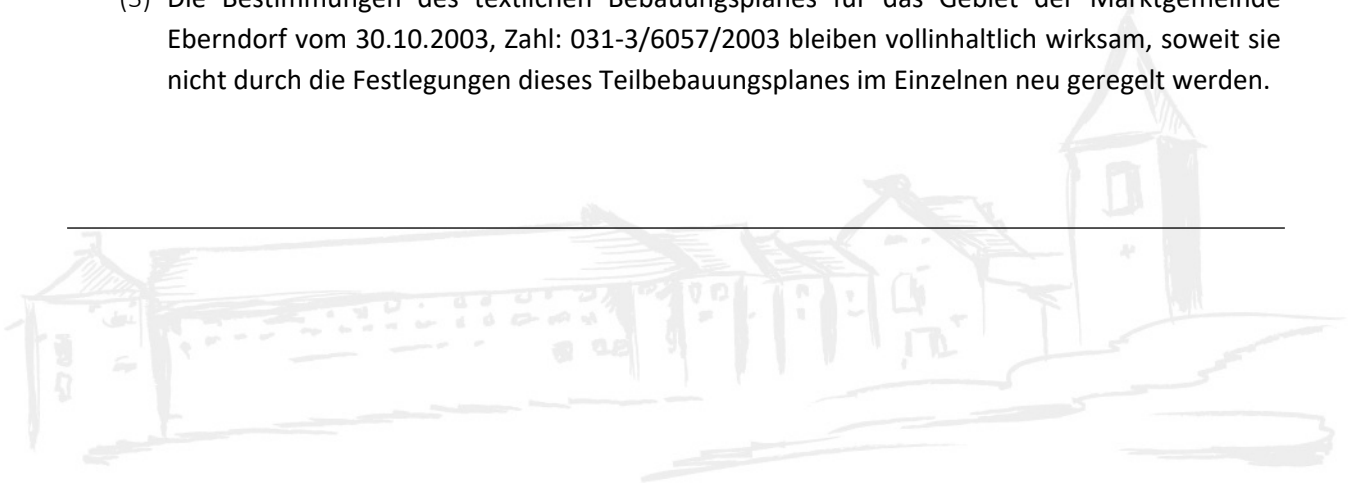 (3) Die Bestimmungen des textlichen Bebauungsplanes für das Gebiet der Marktgemeinde
Eberndorf vom 30.10.2003, Zahl: 031-3/6057/2003 bleiben vollinhaltlich wirksam, soweit sie
nicht durch die Festlegungen dieses Teilbebauungsplanes im Einzelnen neu geregelt werden.